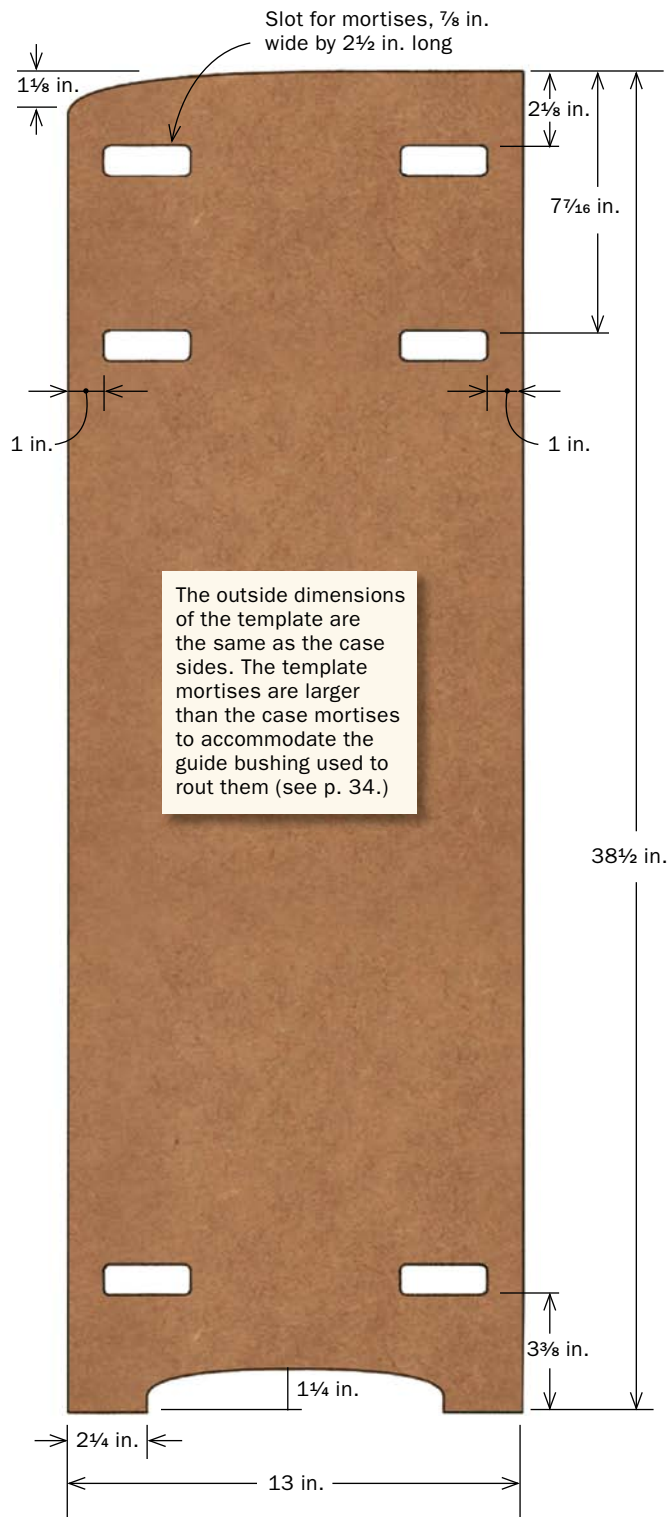 Slot for mortises, ⅞ in.
wide by 2½ in. long
1⅛ in.
2⅛ in.
7⁷⁄₁₆ in.
1 in.
1 in.
The outside dimensions
of the template are
the same as the case
sides. The template
mortises are larger
than the case mortises
to accommodate the
guide bushing used to
rout them (see p. 34.)
38½ in.
3⅜ in.
1¼ in.
2¼ in.
13 in.